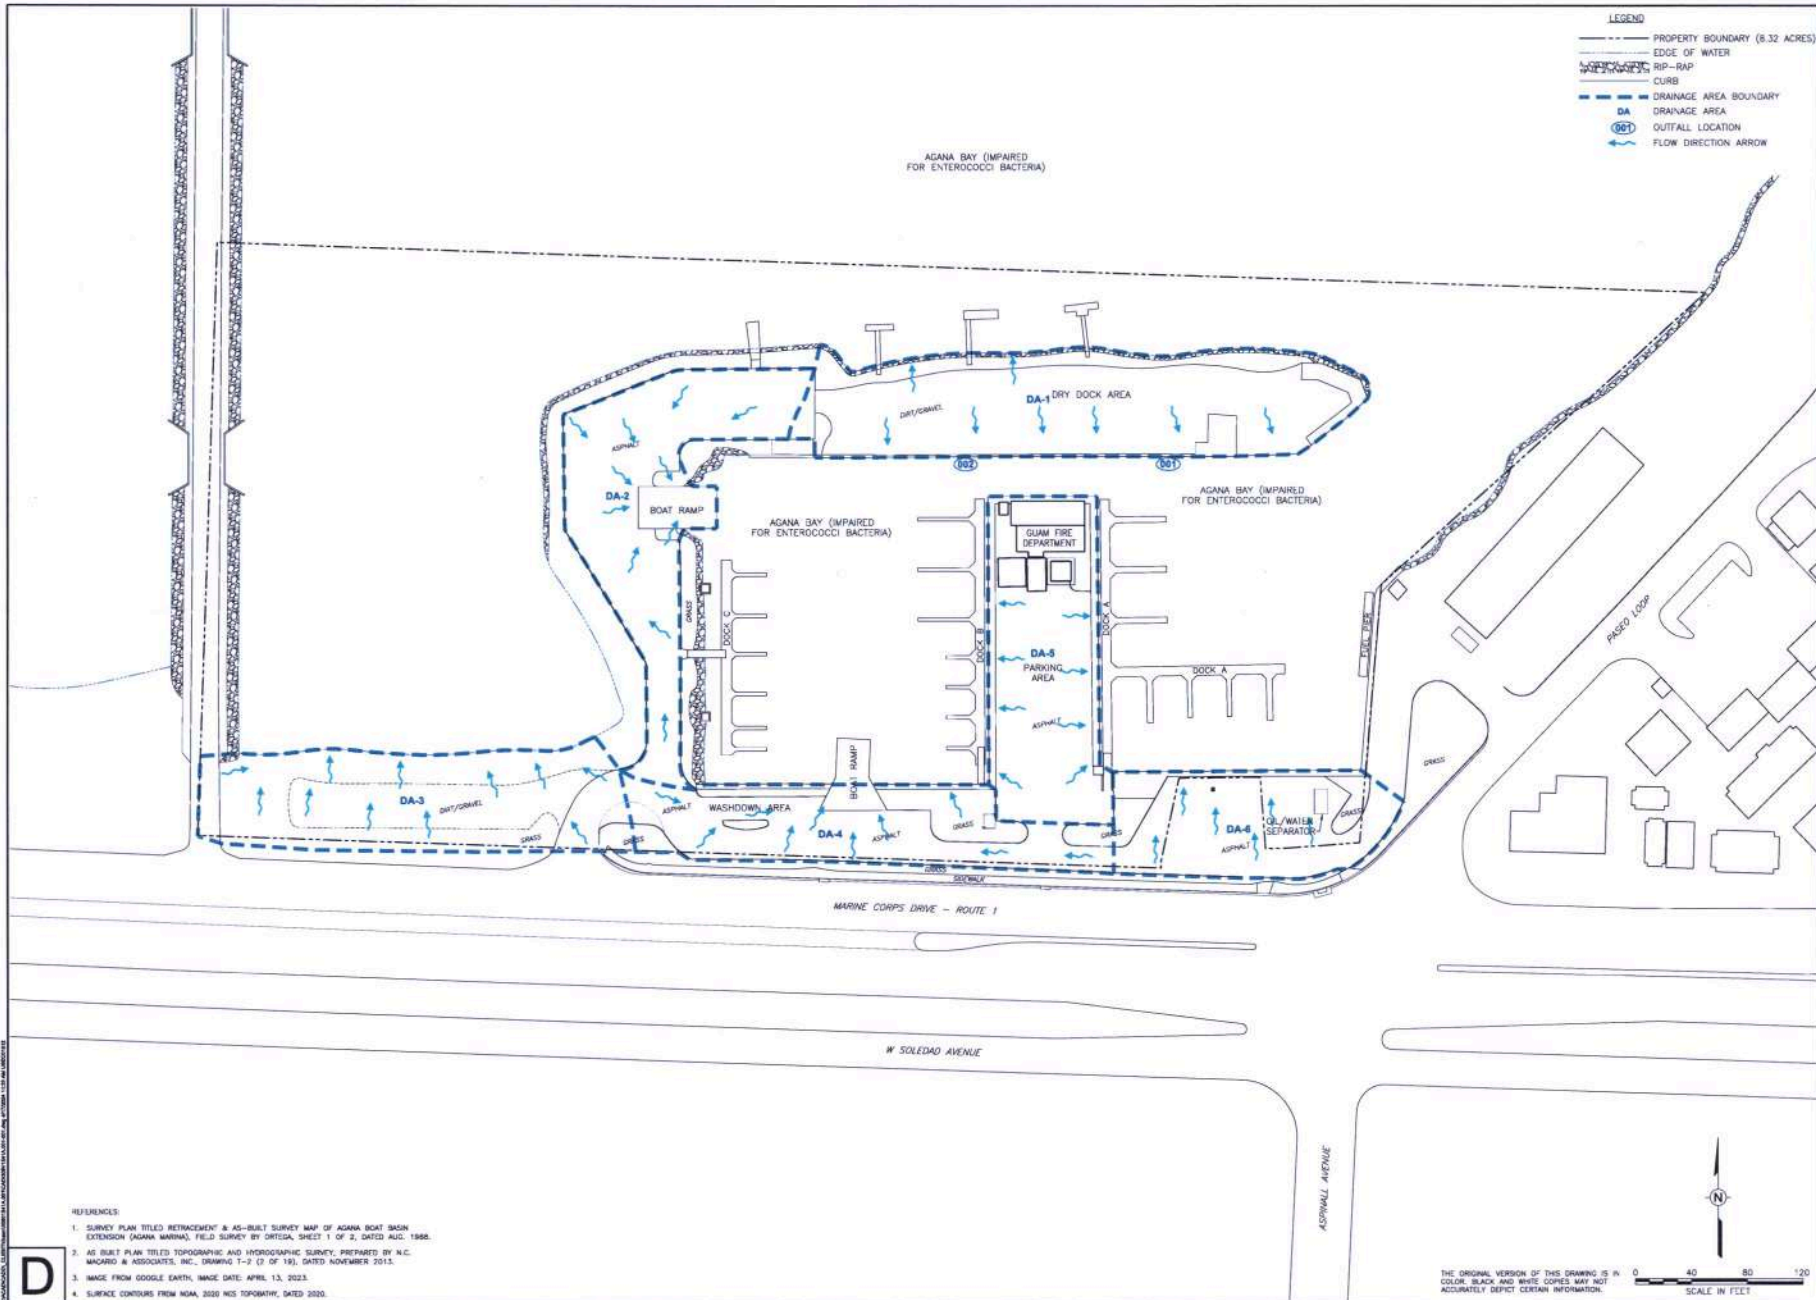 LEGEND
PROPERTY BOUNDARY (8.32 ACRES)
EDGE OF WATER
RIP-RAP
CURB
DRAINAGE AREA BOUNDARY
DA DRAINAGE AREA
001 OUTFALL LOCATION
FLOW DIRECTION ARROW
AGANA BAY (IMPAIRED
FOR ENTEROCOCCI BACTERIA)
DA-1 DRY DOCK AREA
DIRT/GRAVEL
ASPHALT
002
001
DA-2
BOAT RAMP
AGANA BAY (IMPAIRED
FOR ENTEROCOCCI BACTERIA)
AGANA BAY (IMPAIRED
FOR ENTEROCOCCI BACTERIA)
GUAM FIRE
DEPARTMENT
GRASS
DOCK C
DOCK B
DOCK A
DA-5
PARKING
AREA
ASPHALT
DOCK A
FUEL PIER
PASEO LOOP
GRASS
BOAT RAMP
DA-3
DIRT/GRAVEL
GRASS
ASPHALT
WASHDOWN AREA
GRASS
DA-4
ASPHALT
GRASS
GRASS
DA-6
ASPHALT
OIL/WATER
SEPARATOR
GRASS
GRASS
SIDEWALK
MARINE CORPS DRIVE - ROUTE 1
W SOLEDAD AVENUE
ASPINALL AVENUE
N
REFERENCES:
1. SURVEY PLAN TITLED RETRACEMENT & AS-BUILT SURVEY MAP OF AGANA BOAT BASIN
EXTENSION (AGANA MARINA), FIELD SURVEY BY ORTEGA, SHEET 1 OF 2, DATED AUG. 1988.
2. AS BUILT PLAN TITLED TOPOGRAPHIC AND HYDROGRAPHIC SURVEY, PREPARED BY N.C.
MACARIO & ASSOCIATES, INC., DRAWING T-2 (2 OF 19), DATED NOVEMBER 2013.
3. IMAGE FROM GOOGLE EARTH, IMAGE DATE: APRIL 13, 2023.
4. SURFACE CONTOURS FROM NOAA, 2020 NGS TOPOBATHY, DATED 2020.
D
THE ORIGINAL VERSION OF THIS DRAWING IS IN
COLOR. BLACK AND WHITE COPIES MAY NOT
ACCURATELY DEPICT CERTAIN INFORMATION.
0 40 80 120
SCALE IN FEET